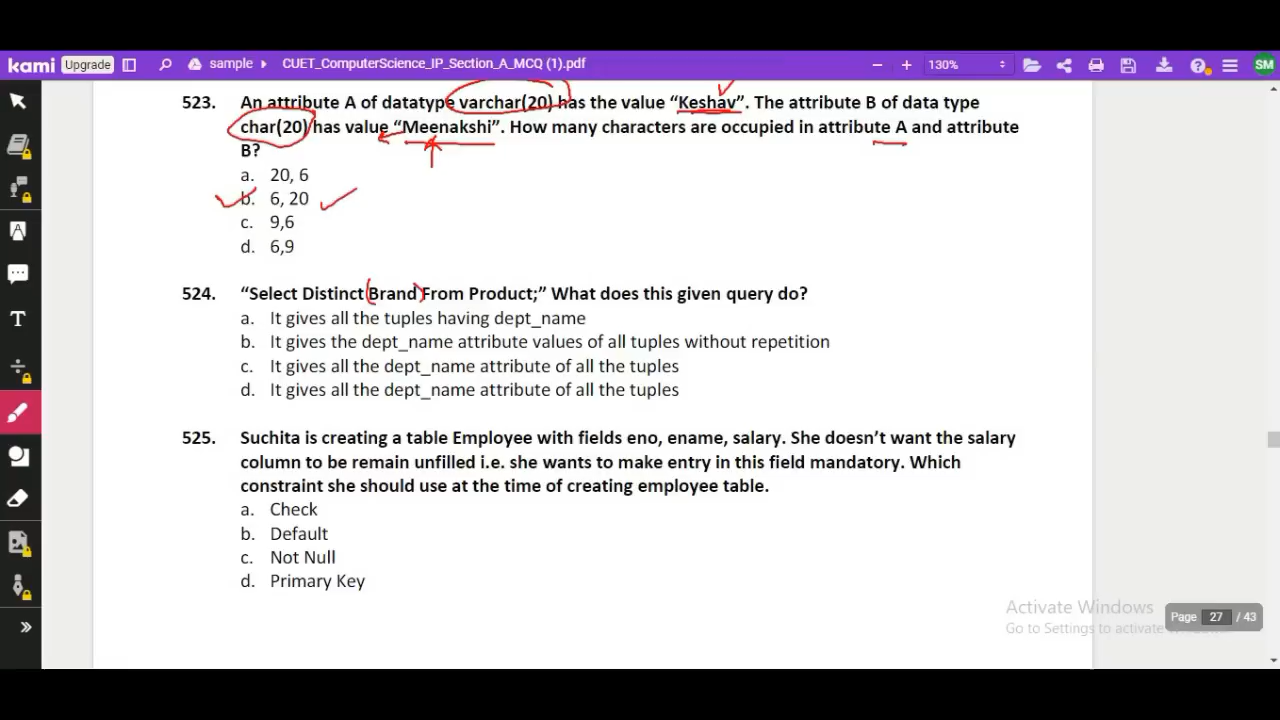 kami Upgrade sample CUET_ComputerScience_IP_Section_A_MCQ (1).pdf 130% SM
523. An attribute A of datatype varchar(20) has the value “Keshav”. The attribute B of data type
char(20) has value “Meenakshi”. How many characters are occupied in attribute A and attribute
B?
a. 20, 6
b. 6, 20
c. 9,6
d. 6,9
524. “Select Distinct Brand From Product;” What does this given query do?
a. It gives all the tuples having dept_name
b. It gives the dept_name attribute values of all tuples without repetition
c. It gives all the dept_name attribute of all the tuples
d. It gives all the dept_name attribute of all the tuples
525. Suchita is creating a table Employee with fields eno, ename, salary. She doesn’t want the salary
column to be remain unfilled i.e. she wants to make entry in this field mandatory. Which
constraint she should use at the time of creating employee table.
a. Check
b. Default
c. Not Null
d. Primary Key
Activate Windows
Page 27 / 43
Go to Settings to activate